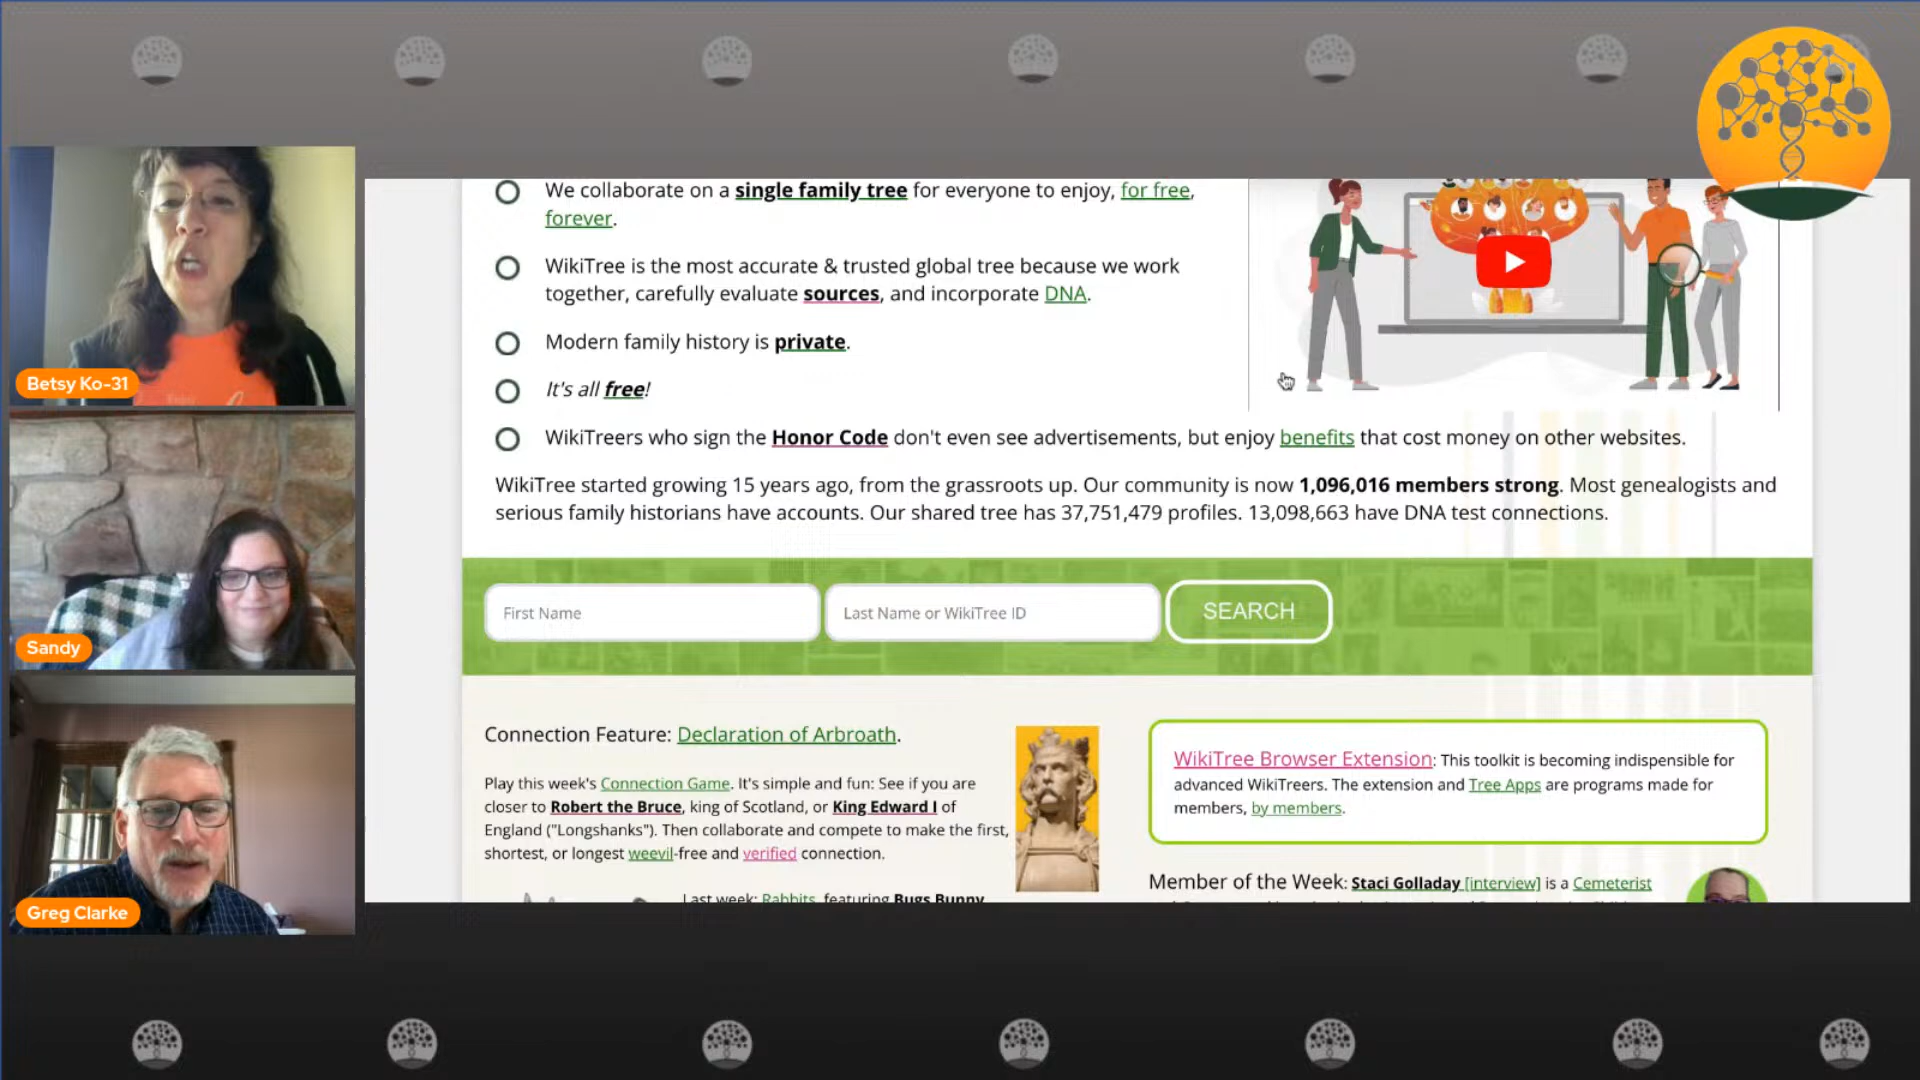 Betsy Ko-31
Sandy
Greg Clarke
We collaborate on a single family tree for everyone to enjoy, for free,
forever.
WikiTree is the most accurate & trusted global tree because we work
together, carefully evaluate sources, and incorporate DNA.
Modern family history is private.
It's all free!
WikiTreers who sign the Honor Code don't even see advertisements, but enjoy benefits that cost money on other websites.
WikiTree started growing 15 years ago, from the grassroots up. Our community is now 1,096,016 members strong. Most genealogists and
serious family historians have accounts. Our shared tree has 37,751,479 profiles. 13,098,663 have DNA test connections.
First Name
Last Name or WikiTree ID
SEARCH
Connection Feature: Declaration of Arbroath.
Play this week's Connection Game. It's simple and fun: See if you are
closer to Robert the Bruce, king of Scotland, or King Edward I of
England ("Longshanks"). Then collaborate and compete to make the first,
shortest, or longest weevil-free and verified connection.
Last week: Rabbits, featuring Bugs Bunny
WikiTree Browser Extension: This toolkit is becoming indispensible for
advanced WikiTreers. The extension and Tree Apps are programs made for
members, by members.
Member of the Week: Staci Golladay [interview] is a Cemeterist